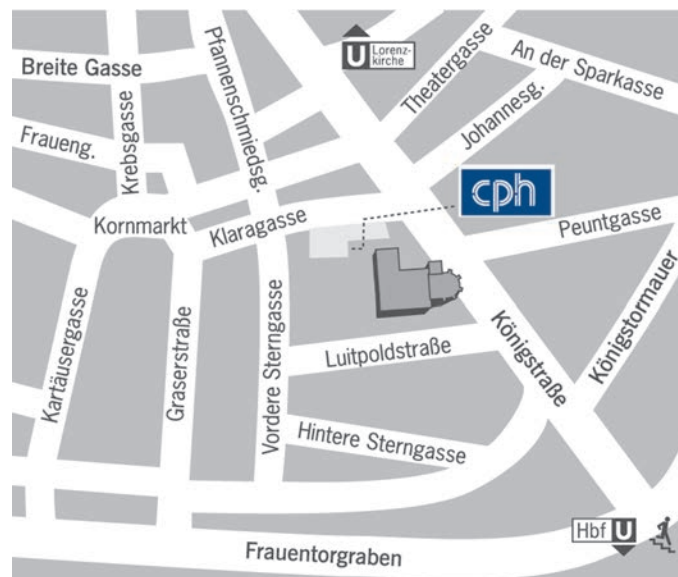 Breite Gasse
Pfannenschmiedsg.
U Lorenz-
kirche
Theatergasse
An der Sparkasse
Fraueng.
Krebsgasse
Johannesg.
cph
Kornmarkt
Klaragasse
Peuntgasse
Kartäusergasse
Graserstraße
Vordere Sterngasse
Luitpoldstraße
Königstraße
Königstormauer
Hintere Sterngasse
Hbf U
Frauentorgraben